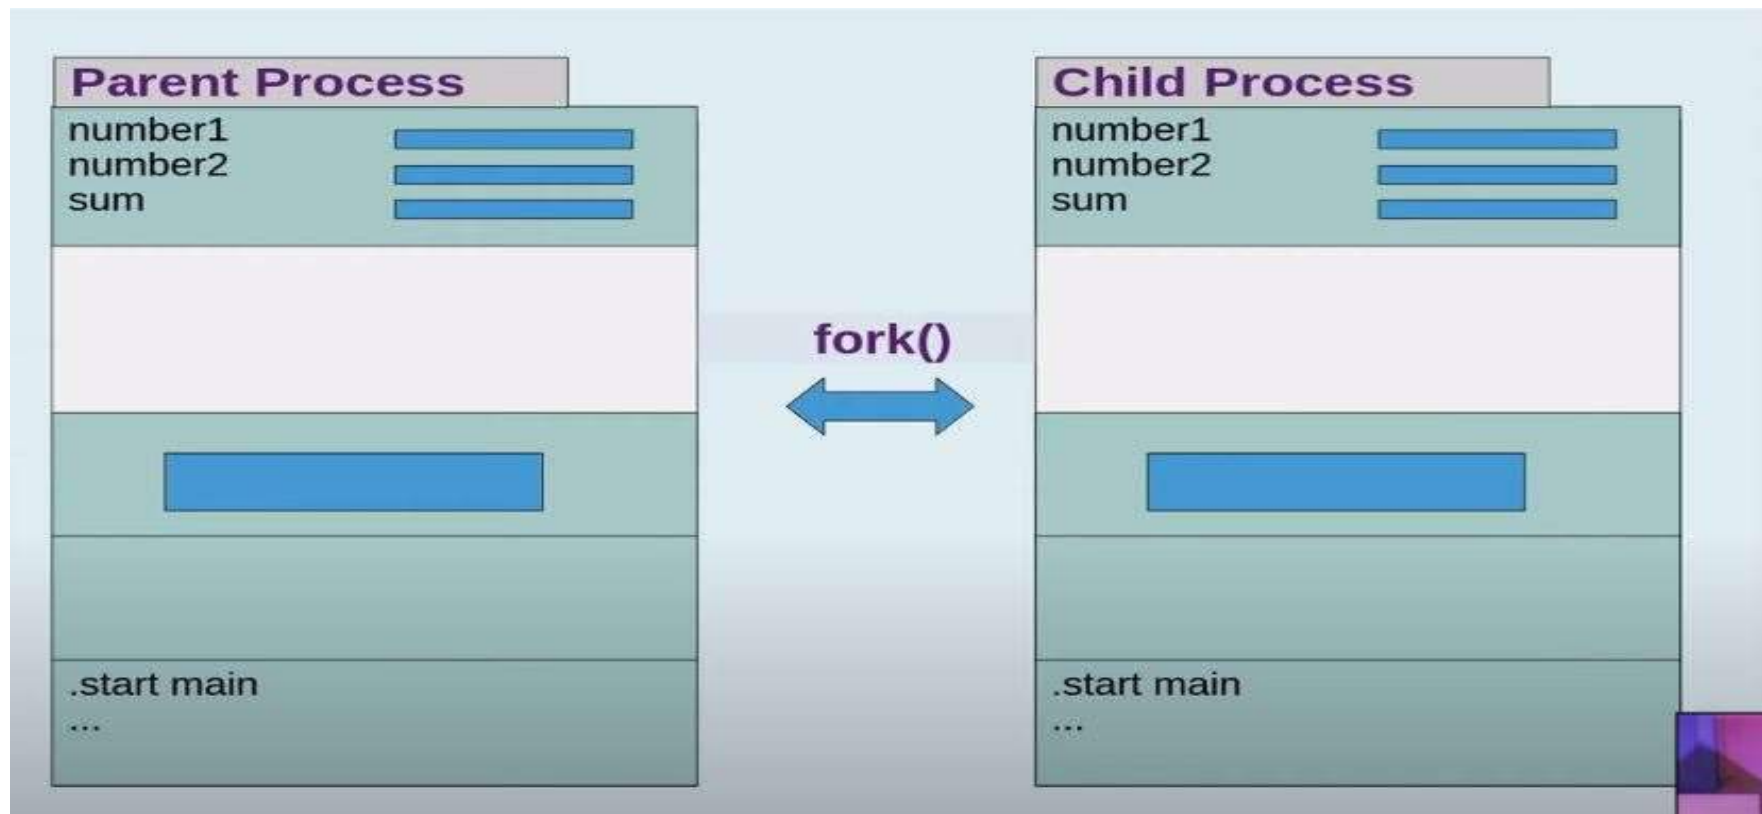 Parent Process
number1
number2
sum
.start main
...
fork()
Child Process
number1
number2
sum
.start main
...